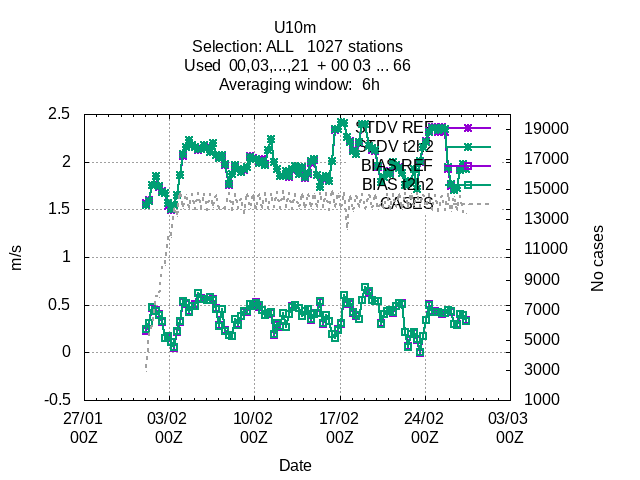 U10m
Selection: ALL 1027 stations
Used 00,03,...,21 + 00 03 ... 66
Averaging window: 6h
STDV REF
STDV t2h2
BIAS REF
BIAS t2h2
CASES
2.5
2
1.5
1
0.5
0
-0.5
m/s
19000
17000
15000
13000
11000
9000
7000
5000
3000
1000
No cases
27/01 03/02 10/02 17/02 24/02 03/03
00Z 00Z 00Z 00Z 00Z 00Z
Date